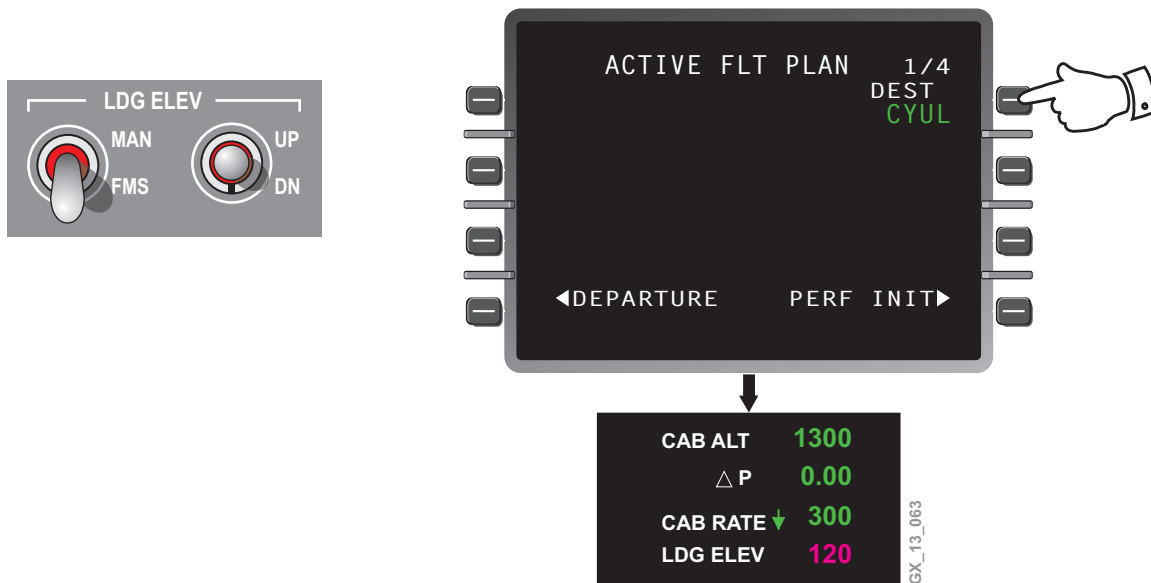 LDG ELEV
MAN
FMS
UP
DN
ACTIVE FLT PLAN 1/4
DEST
CYUL
◀DEPARTURE PERF INIT▶
CAB ALT 1300
△ P 0.00
CAB RATE ↓ 300
LDG ELEV 120
GX_13_063